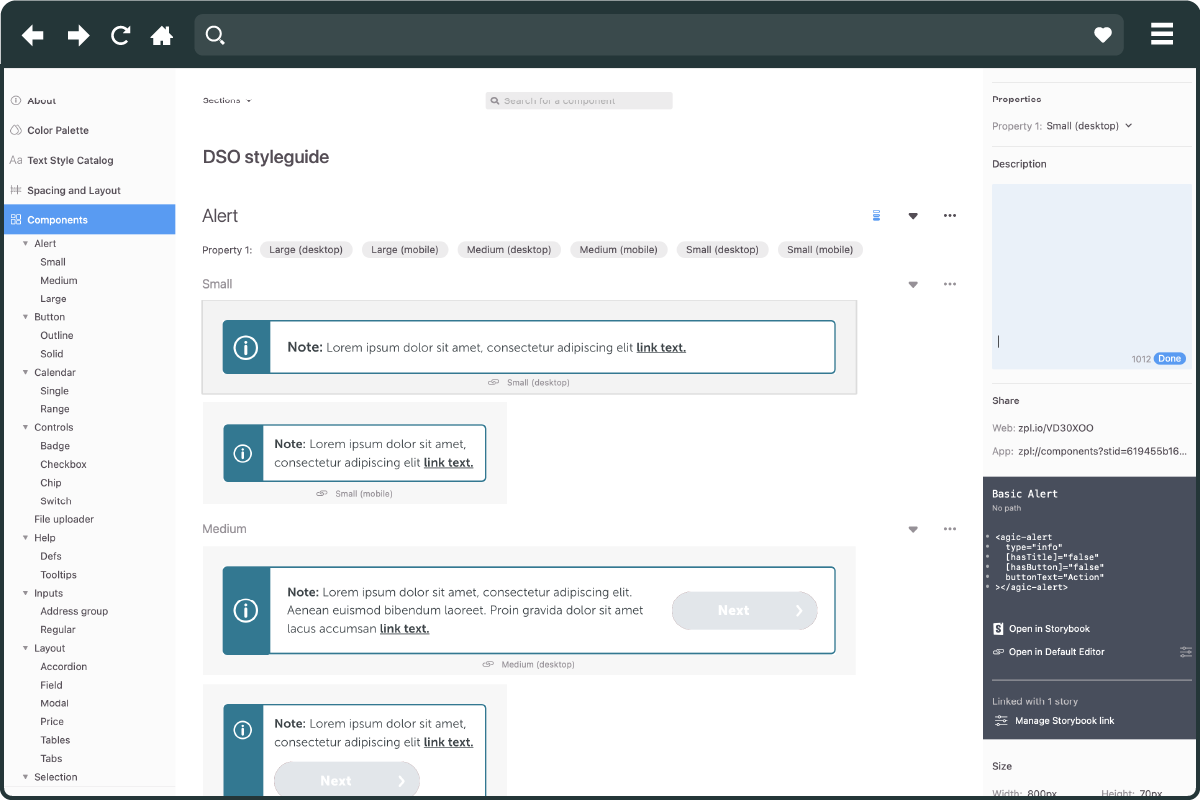 About
Color Palette
Aa Text Style Catalog
Spacing and Layout
Components
Alert
Small
Medium
Large
Button
Outline
Solid
Calendar
Single
Range
Controls
Badge
Checkbox
Chip
Switch
File uploader
Help
Defs
Tooltips
Inputs
Address group
Regular
Layout
Accordion
Field
Modal
Price
Tables
Tabs
Selection
Sections
Search for a component
DSO styleguide
Alert
Property 1: Large (desktop) Large (mobile) Medium (desktop) Medium (mobile) Small (desktop) Small (mobile)
Small
Note: Lorem ipsum dolor sit amet, consectetur adipiscing elit link text.
Small (desktop)
Note: Lorem ipsum dolor sit amet,
consectetur adipiscing elit link text.
Small (mobile)
Medium
Note: Lorem ipsum dolor sit amet, consectetur adipiscing elit.
Aenean euismod bibendum laoreet. Proin gravida dolor sit amet
lacus accumsan link text.
Next
Medium (desktop)
Note: Lorem ipsum dolor sit amet,
consectetur adipiscing elit link text.
Next
Properties
Property 1: Small (desktop)
Description
1012 Done
Share
Web: zpl.io/VD30XOO
App: zpl://components?stid=619455b16...
Basic Alert
No path
<agic-alert
type="info"
[hasTitle]="false"
[hasButton]="false"
buttonText="Action"
></agic-alert>
Open in Storybook
Open in Default Editor
Linked with 1 story
Manage Storybook link
Size
Width: 800px Height: 70px